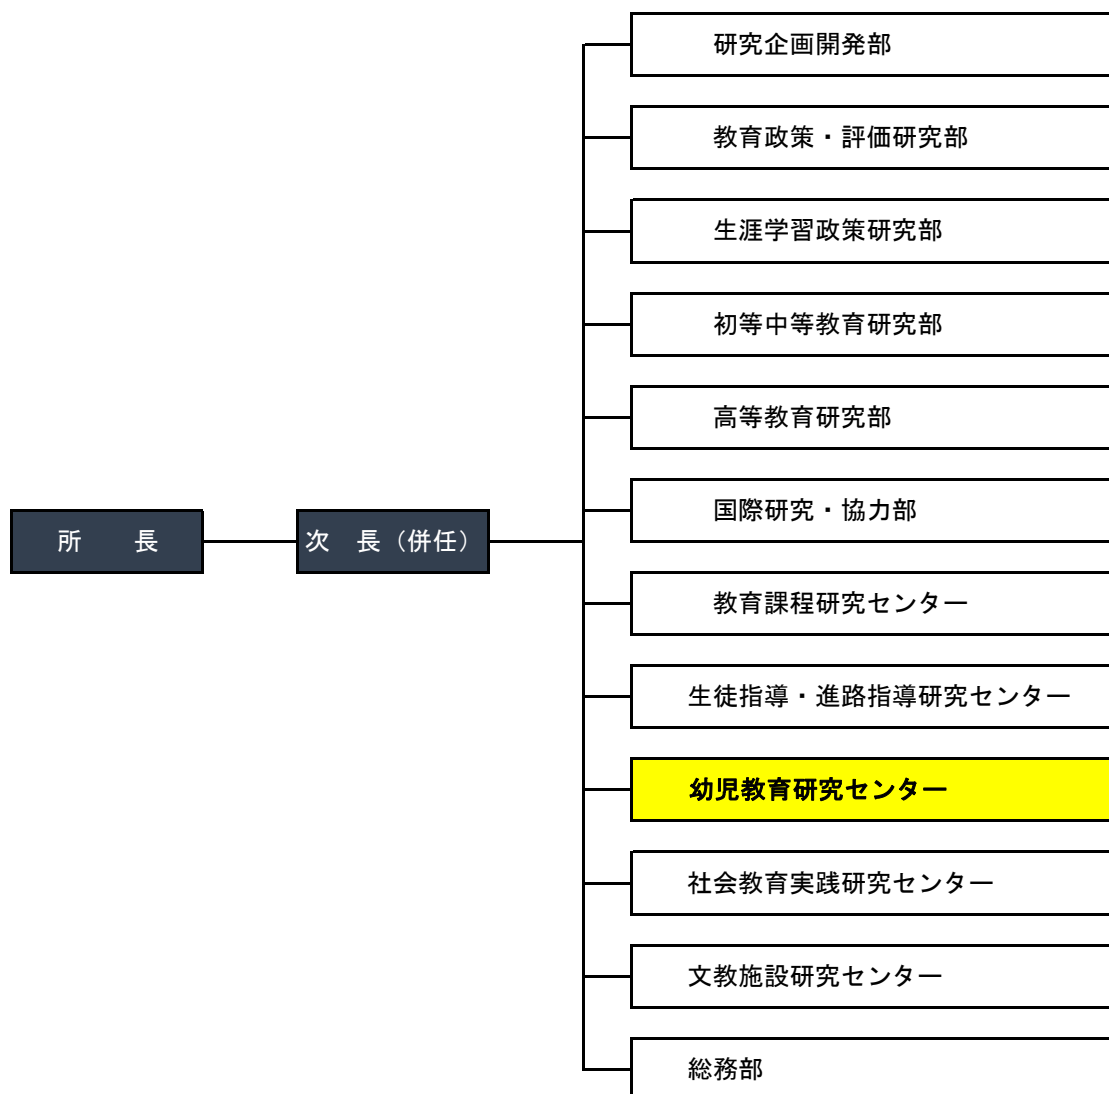 研究企画開発部
教育政策・評価研究部
生涯学習政策研究部
初等中等教育研究部
高等教育研究部
国際研究・協力部
所　　長
次　長（併任）
教育課程研究センター
生徒指導・進路指導研究センター
幼児教育研究センター
社会教育実践研究センター
文教施設研究センター
総務部